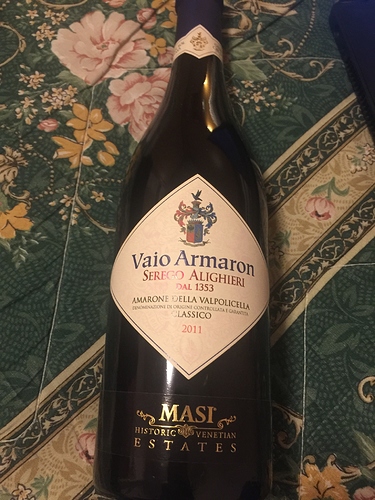 Vaio Armaron
SEREGO ALIGHIERI
DAL 1353
AMARONE DELLA VALPOLICELLA
DENOMINAZIONE DI ORIGINE CONTROLLATA E GARANTITA
CLASSICO
2011
MASI
HISTORIC VENETIAN
ESTATES